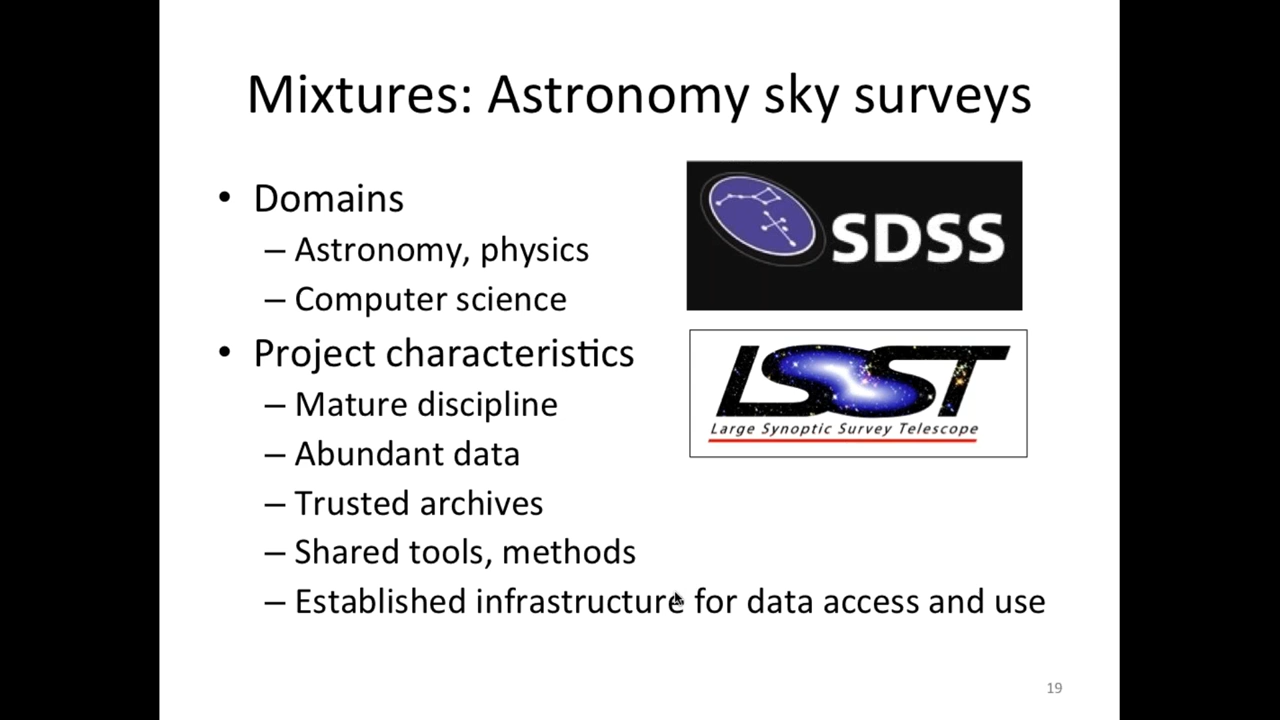 Mixtures: Astronomy sky surveys
• Domains
– Astronomy, physics
– Computer science
• Project characteristics
– Mature discipline
– Abundant data
– Trusted archives
– Shared tools, methods
– Established infrastructure for data access and use
SDSS
LSST
Large Synoptic Survey Telescope
19